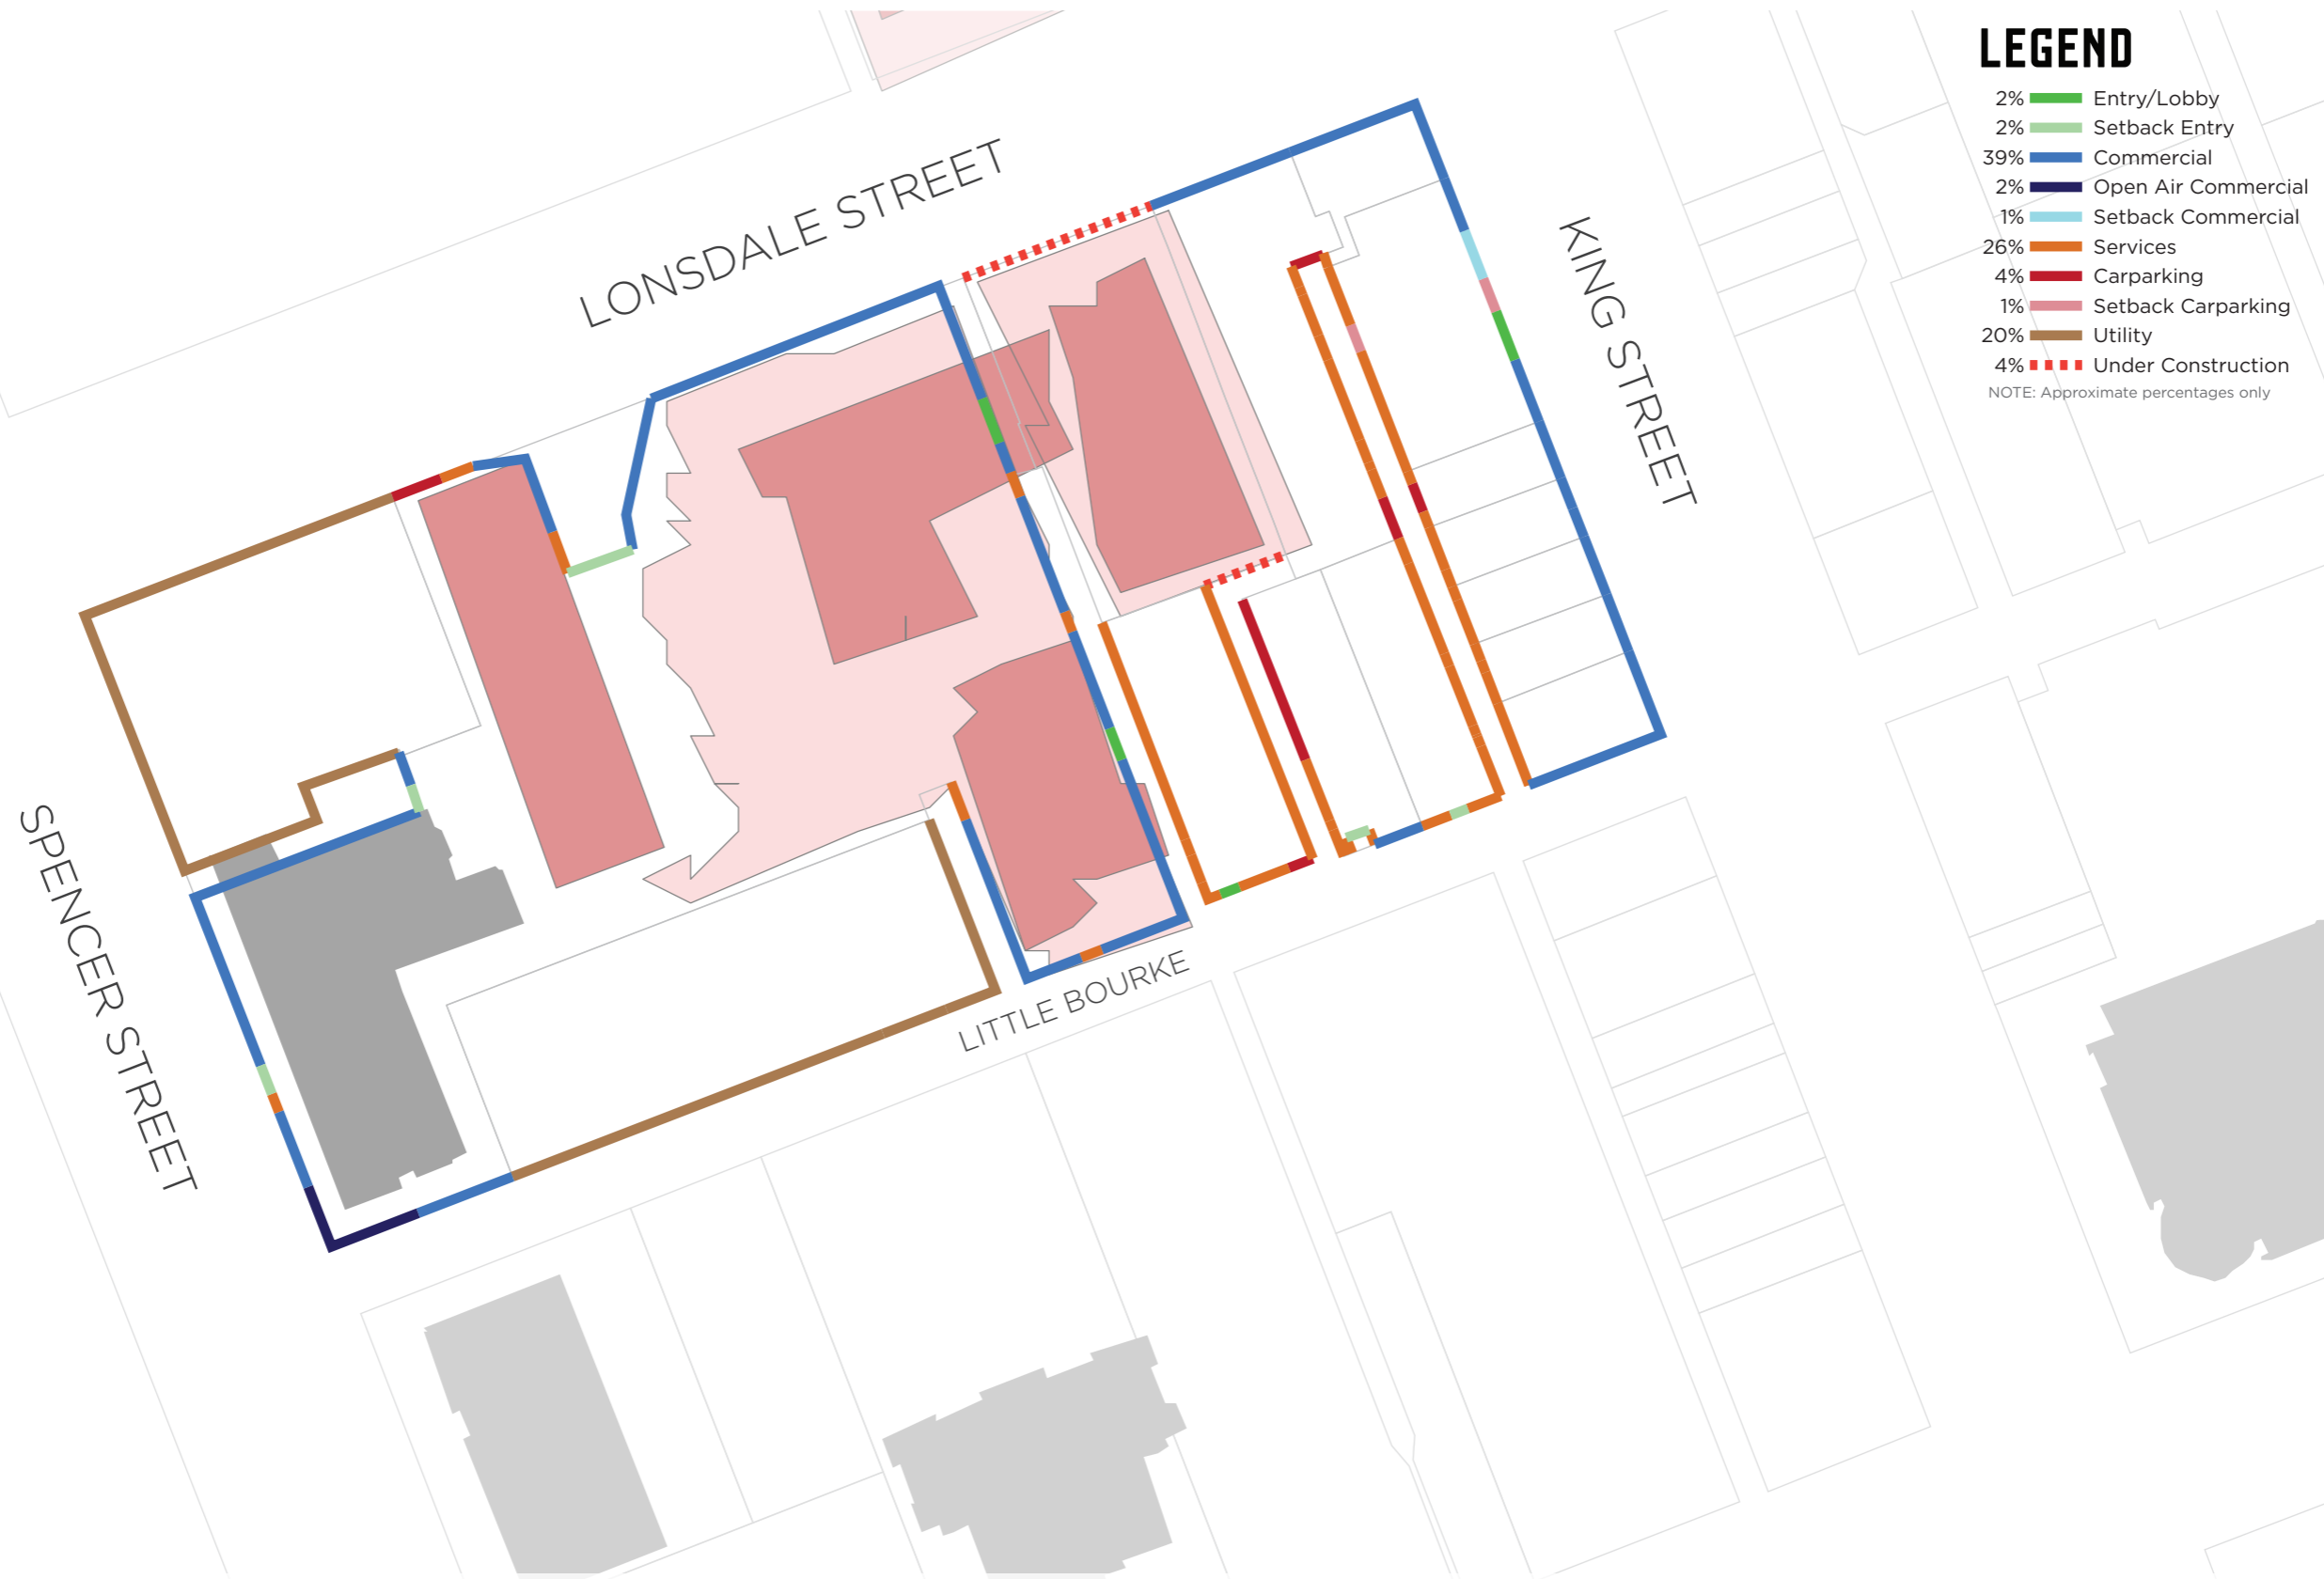 LEGEND
2% Entry/Lobby
2% Setback Entry
39% Commercial
2% Open Air Commercial
1% Setback Commercial
26% Services
4% Carparking
1% Setback Carparking
20% Utility
4% Under Construction
NOTE: Approximate percentages only
LONSDALE STREET
KING STREET
SPENCER STREET
LITTLE BOURKE